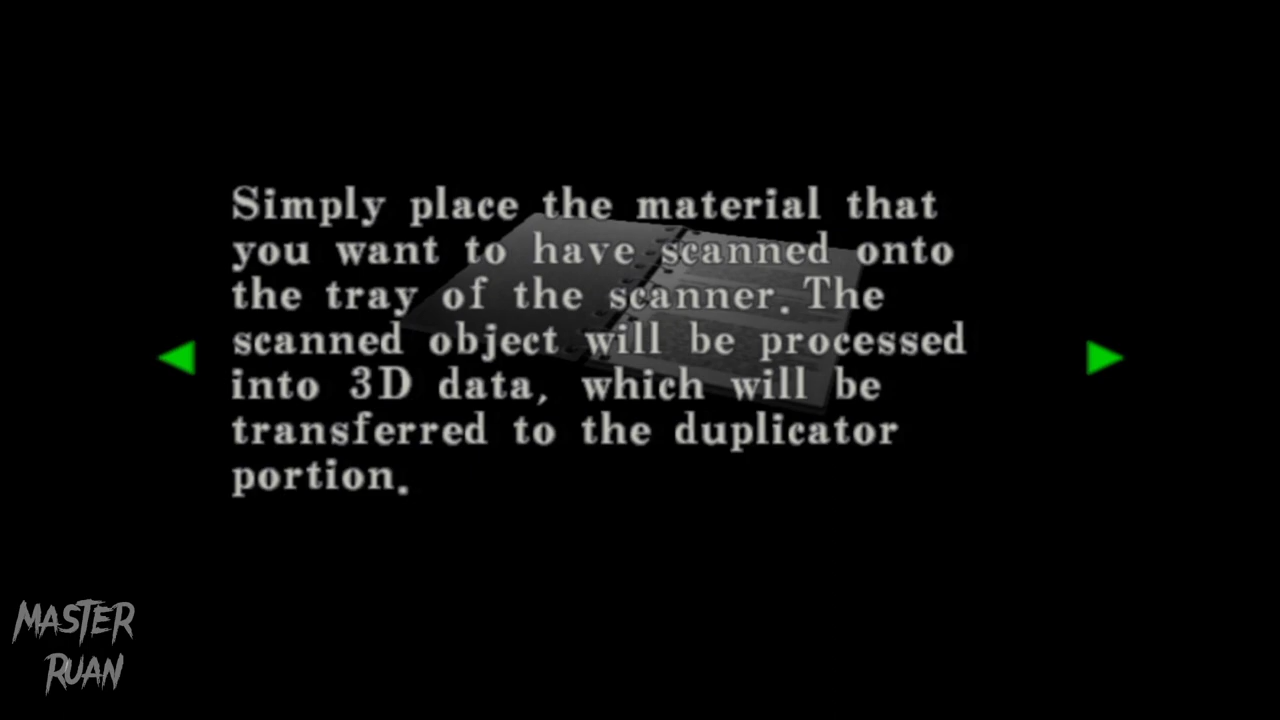 Simply place the material that
you want to have scanned onto
the tray of the scanner. The
scanned object will be processed
into 3D data, which will be
transferred to the duplicator
portion.
MASTER
RUAN